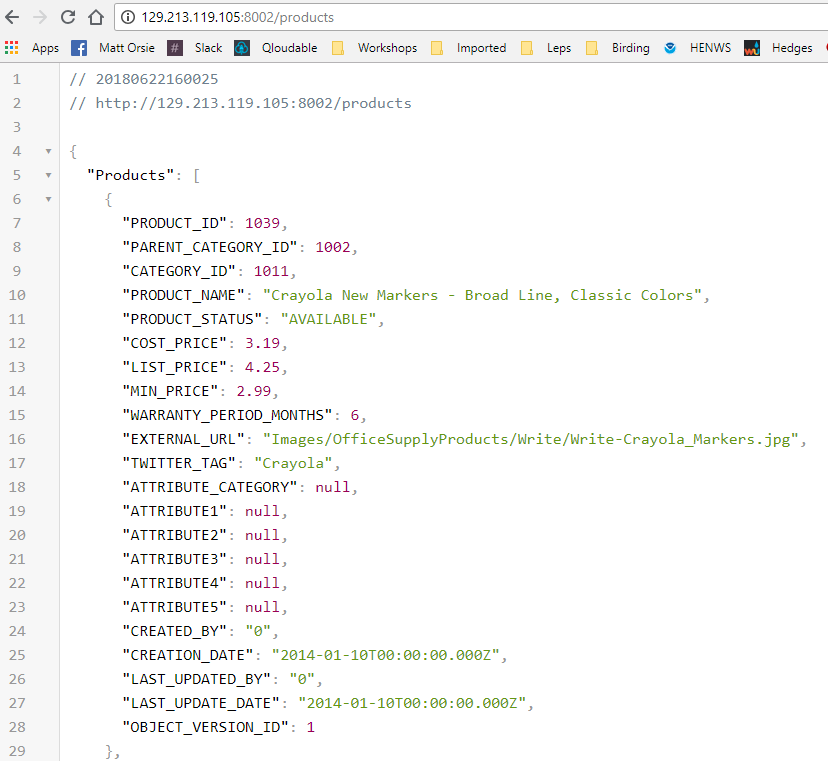 129.213.119.105:8002/products
Apps Matt Orsie Slack Qloudable Workshops Imported Leps Birding HENWS Hedges
1 // 20180622160025
2 // http://129.213.119.105:8002/products
3
4 {
5 "Products": [
6 {
7 "PRODUCT_ID": 1039,
8 "PARENT_CATEGORY_ID": 1002,
9 "CATEGORY_ID": 1011,
10 "PRODUCT_NAME": "Crayola New Markers - Broad Line, Classic Colors",
11 "PRODUCT_STATUS": "AVAILABLE",
12 "COST_PRICE": 3.19,
13 "LIST_PRICE": 4.25,
14 "MIN_PRICE": 2.99,
15 "WARRANTY_PERIOD_MONTHS": 6,
16 "EXTERNAL_URL": "Images/OfficeSupplyProducts/Write/Write-Crayola_Markers.jpg",
17 "TWITTER_TAG": "Crayola",
18 "ATTRIBUTE_CATEGORY": null,
19 "ATTRIBUTE1": null,
20 "ATTRIBUTE2": null,
21 "ATTRIBUTE3": null,
22 "ATTRIBUTE4": null,
23 "ATTRIBUTE5": null,
24 "CREATED_BY": "0",
25 "CREATION_DATE": "2014-01-10T00:00:00.000Z",
26 "LAST_UPDATED_BY": "0",
27 "LAST_UPDATE_DATE": "2014-01-10T00:00:00.000Z",
28 "OBJECT_VERSION_ID": 1
29 },